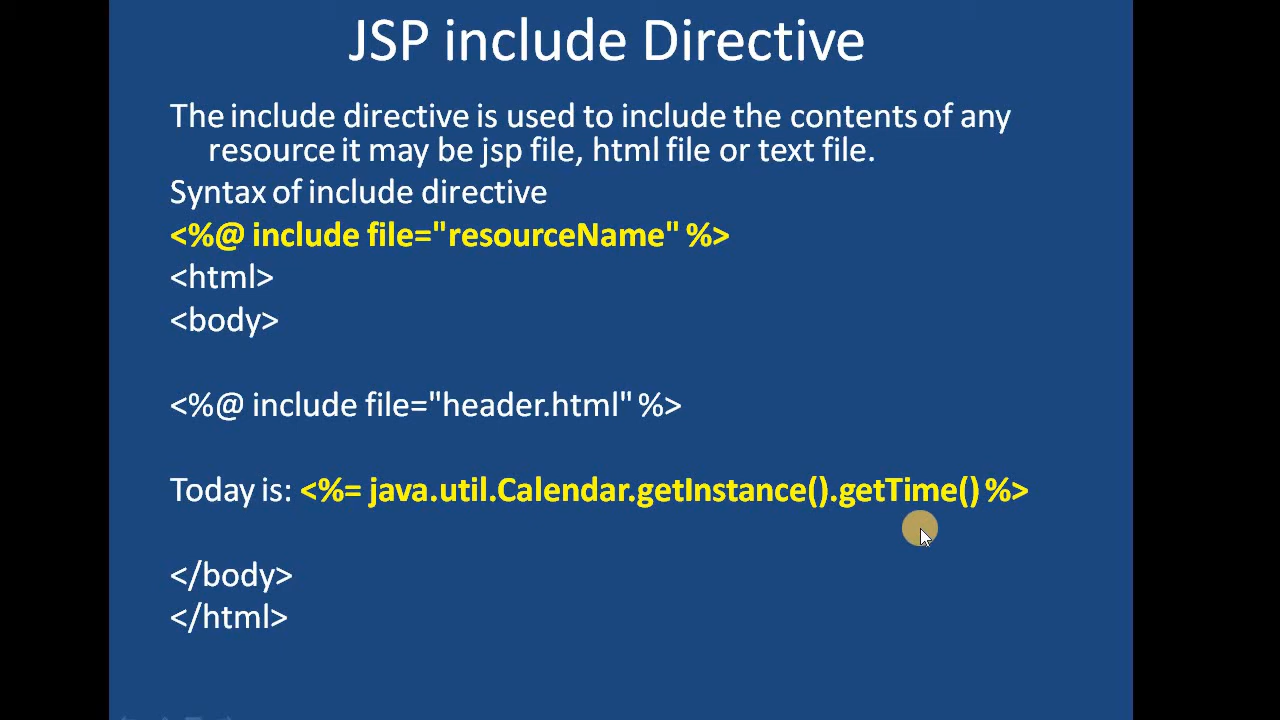 JSP include Directive
The include directive is used to include the contents of any
resource it may be jsp file, html file or text file.
Syntax of include directive
<%@ include file="resourceName" %>
<html>
<body>
<%@ include file="header.html" %>
Today is: <%= java.util.Calendar.getInstance().getTime() %>
</body>
</html>